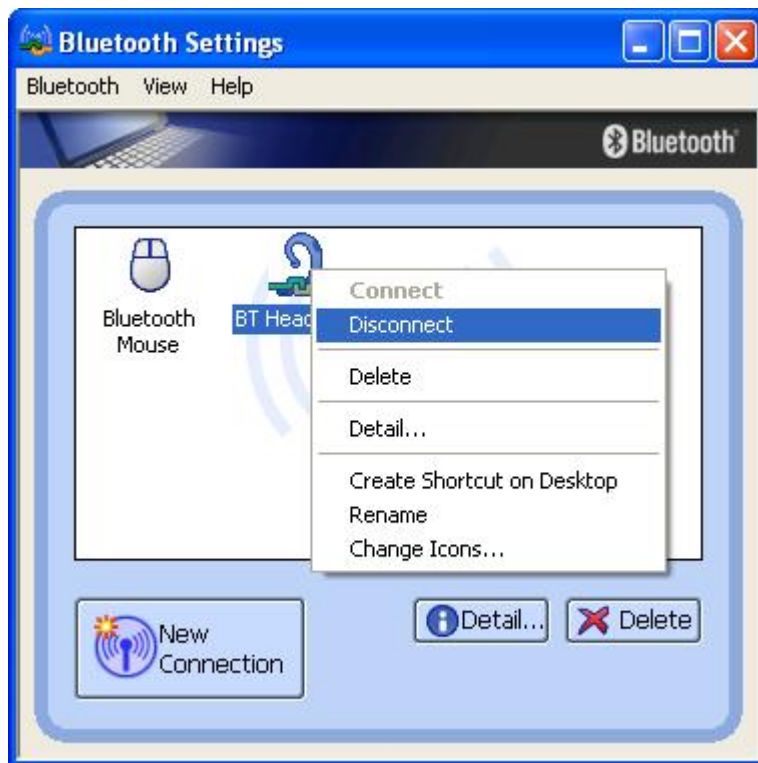 Bluetooth Settings
Bluetooth View Help
Bluetooth
Bluetooth
Mouse
BT Head
Connect
Disconnect
Delete
Detail...
Create Shortcut on Desktop
Rename
Change Icons...
New
Connection
Detail...
Delete